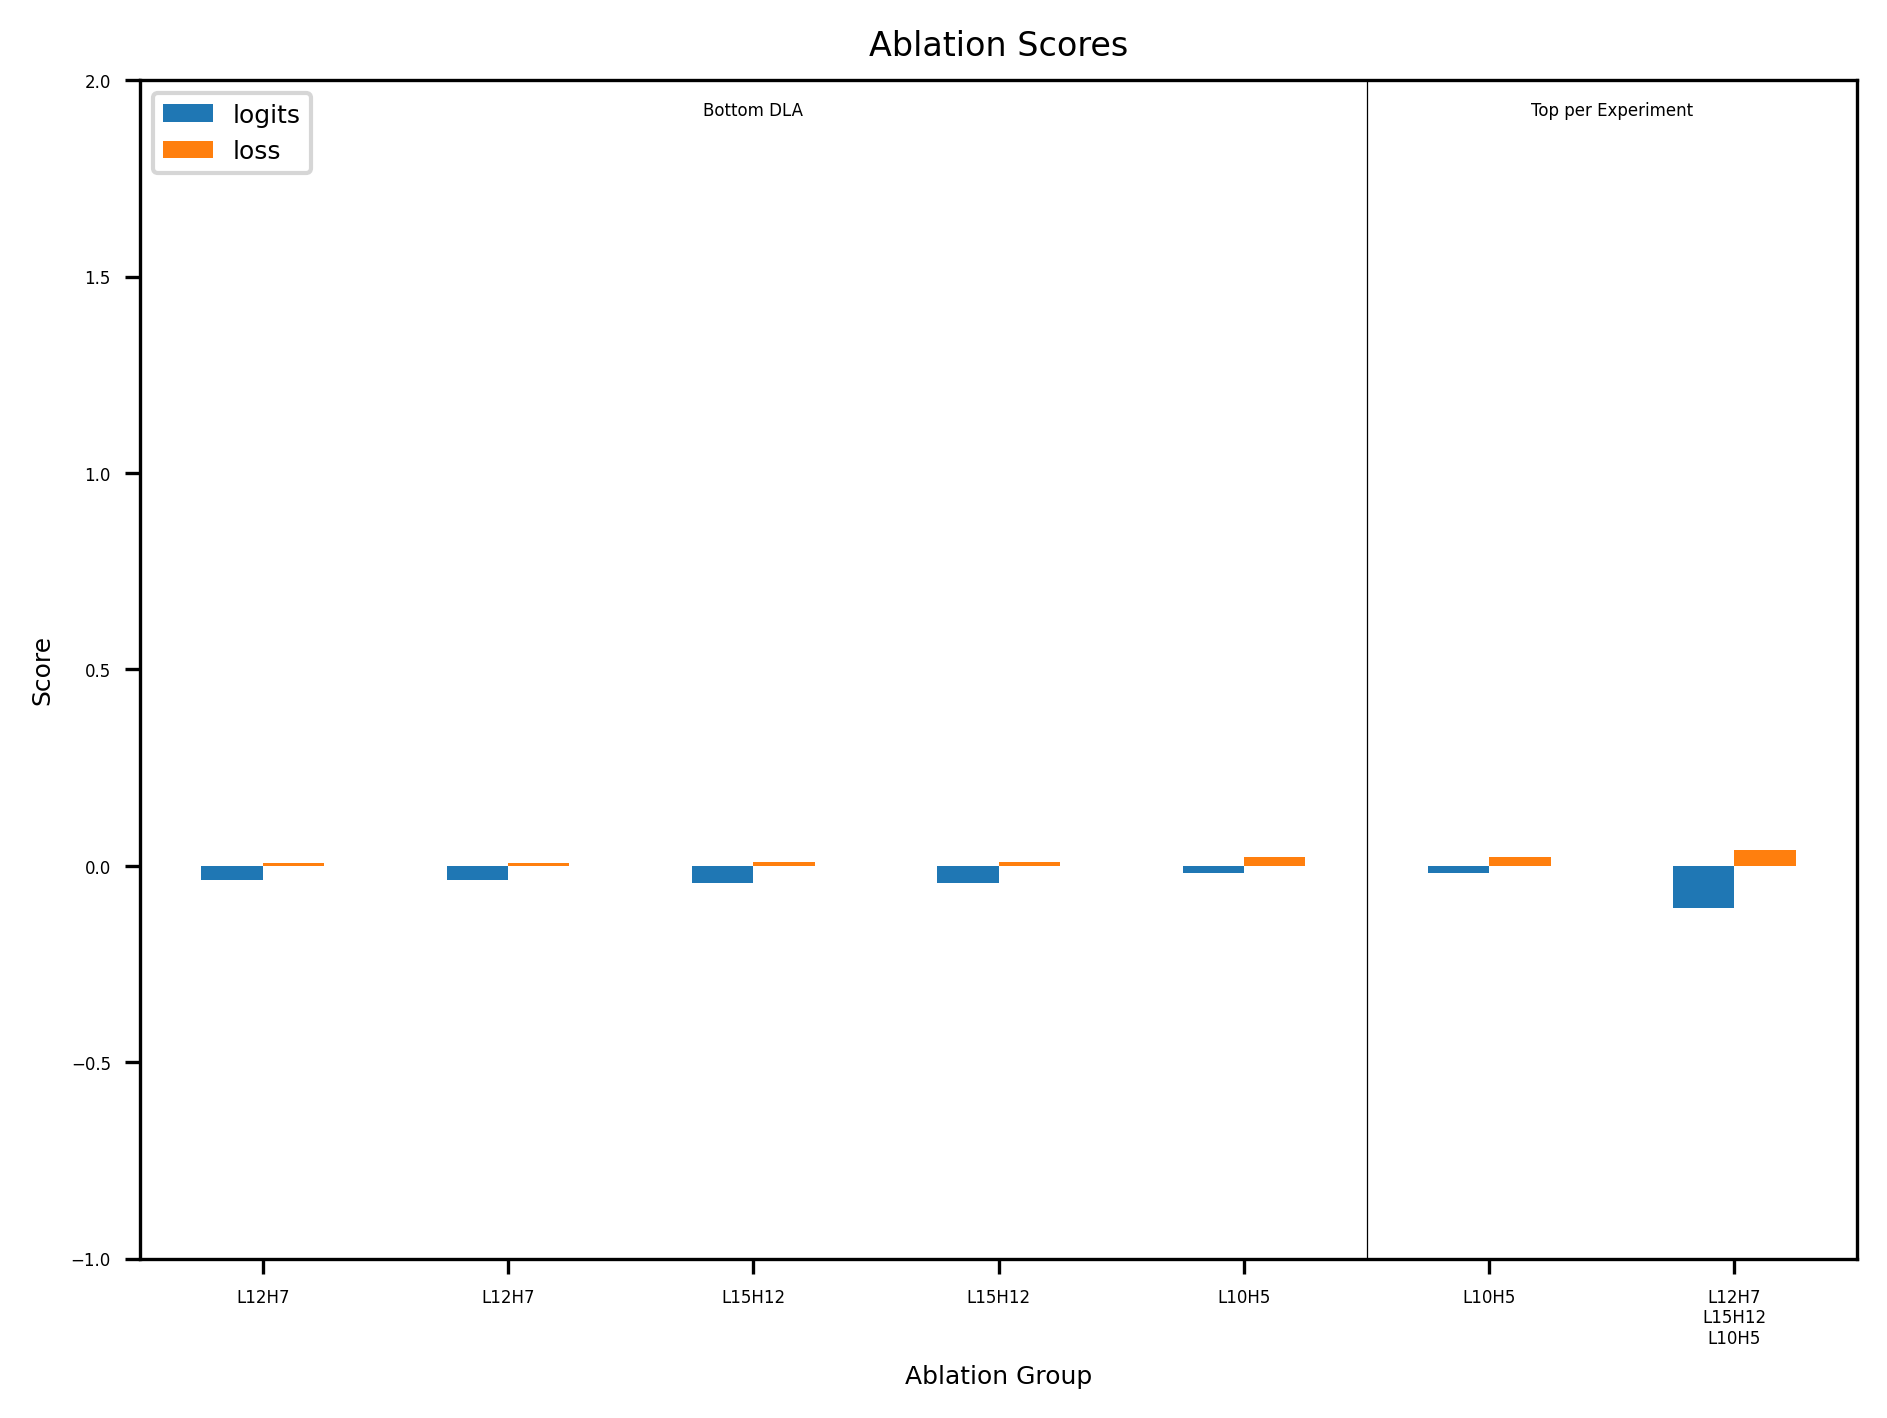 Ablation Scores
logits
loss
Bottom DLA
Top per Experiment
2.0
1.5
1.0
0.5
0.0
−0.5
−1.0
Score
L12H7
L12H7
L15H12
L15H12
L10H5
L10H5
L12H7
L15H12
L10H5
Ablation Group